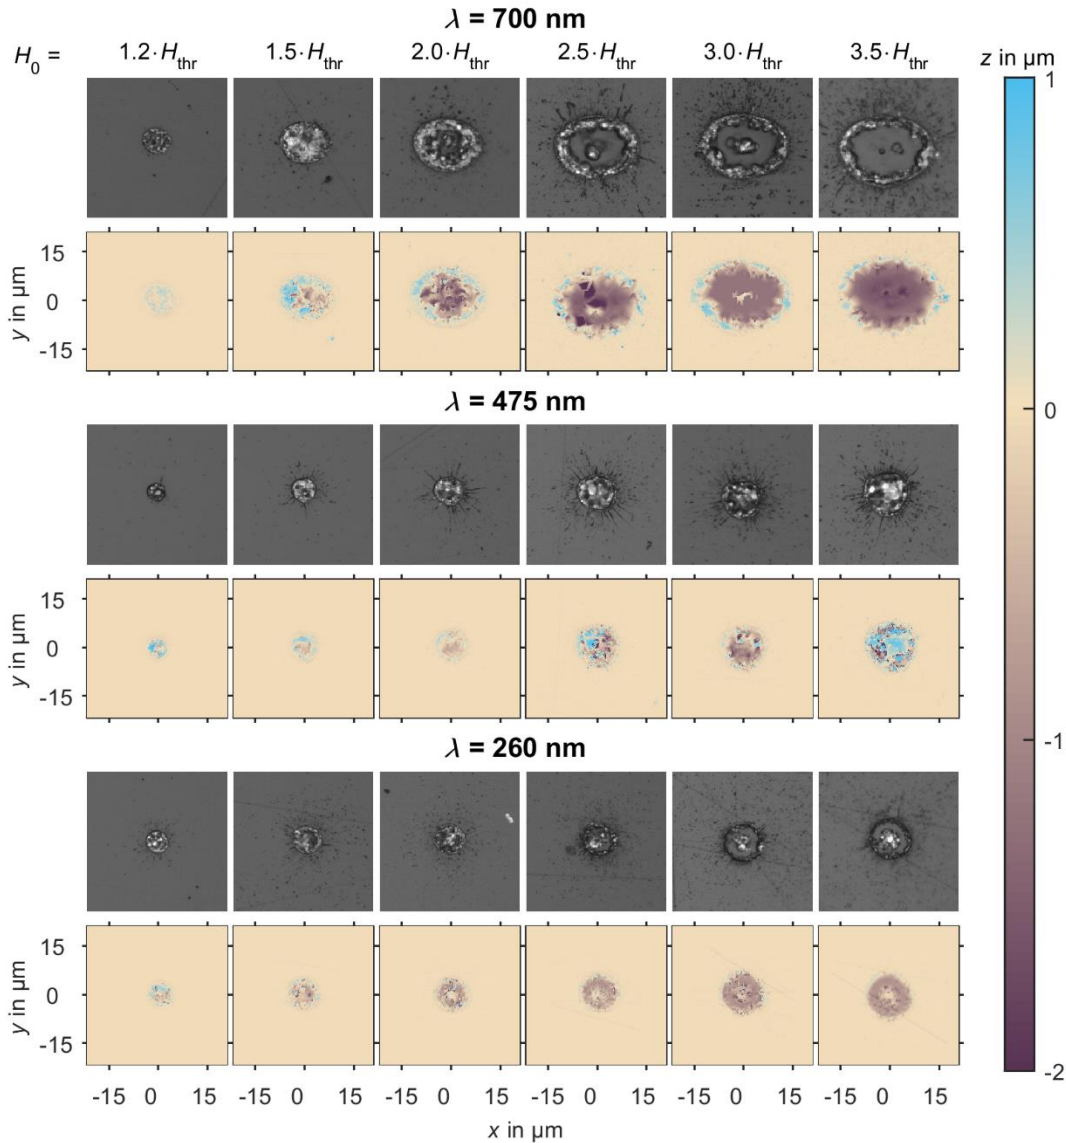 λ = 700 nm
H0 = 1.2·Hthr 1.5·Hthr 2.0·Hthr 2.5·Hthr 3.0·Hthr 3.5·Hthr z in µm
1
15
0
-15
y in µm
0
λ = 475 nm
15
0
-15
y in µm
-1
λ = 260 nm
15
0
-15
y in µm
-2
-15 0 15 -15 0 15 -15 0 15 -15 0 15 -15 0 15 -15 0 15
x in µm